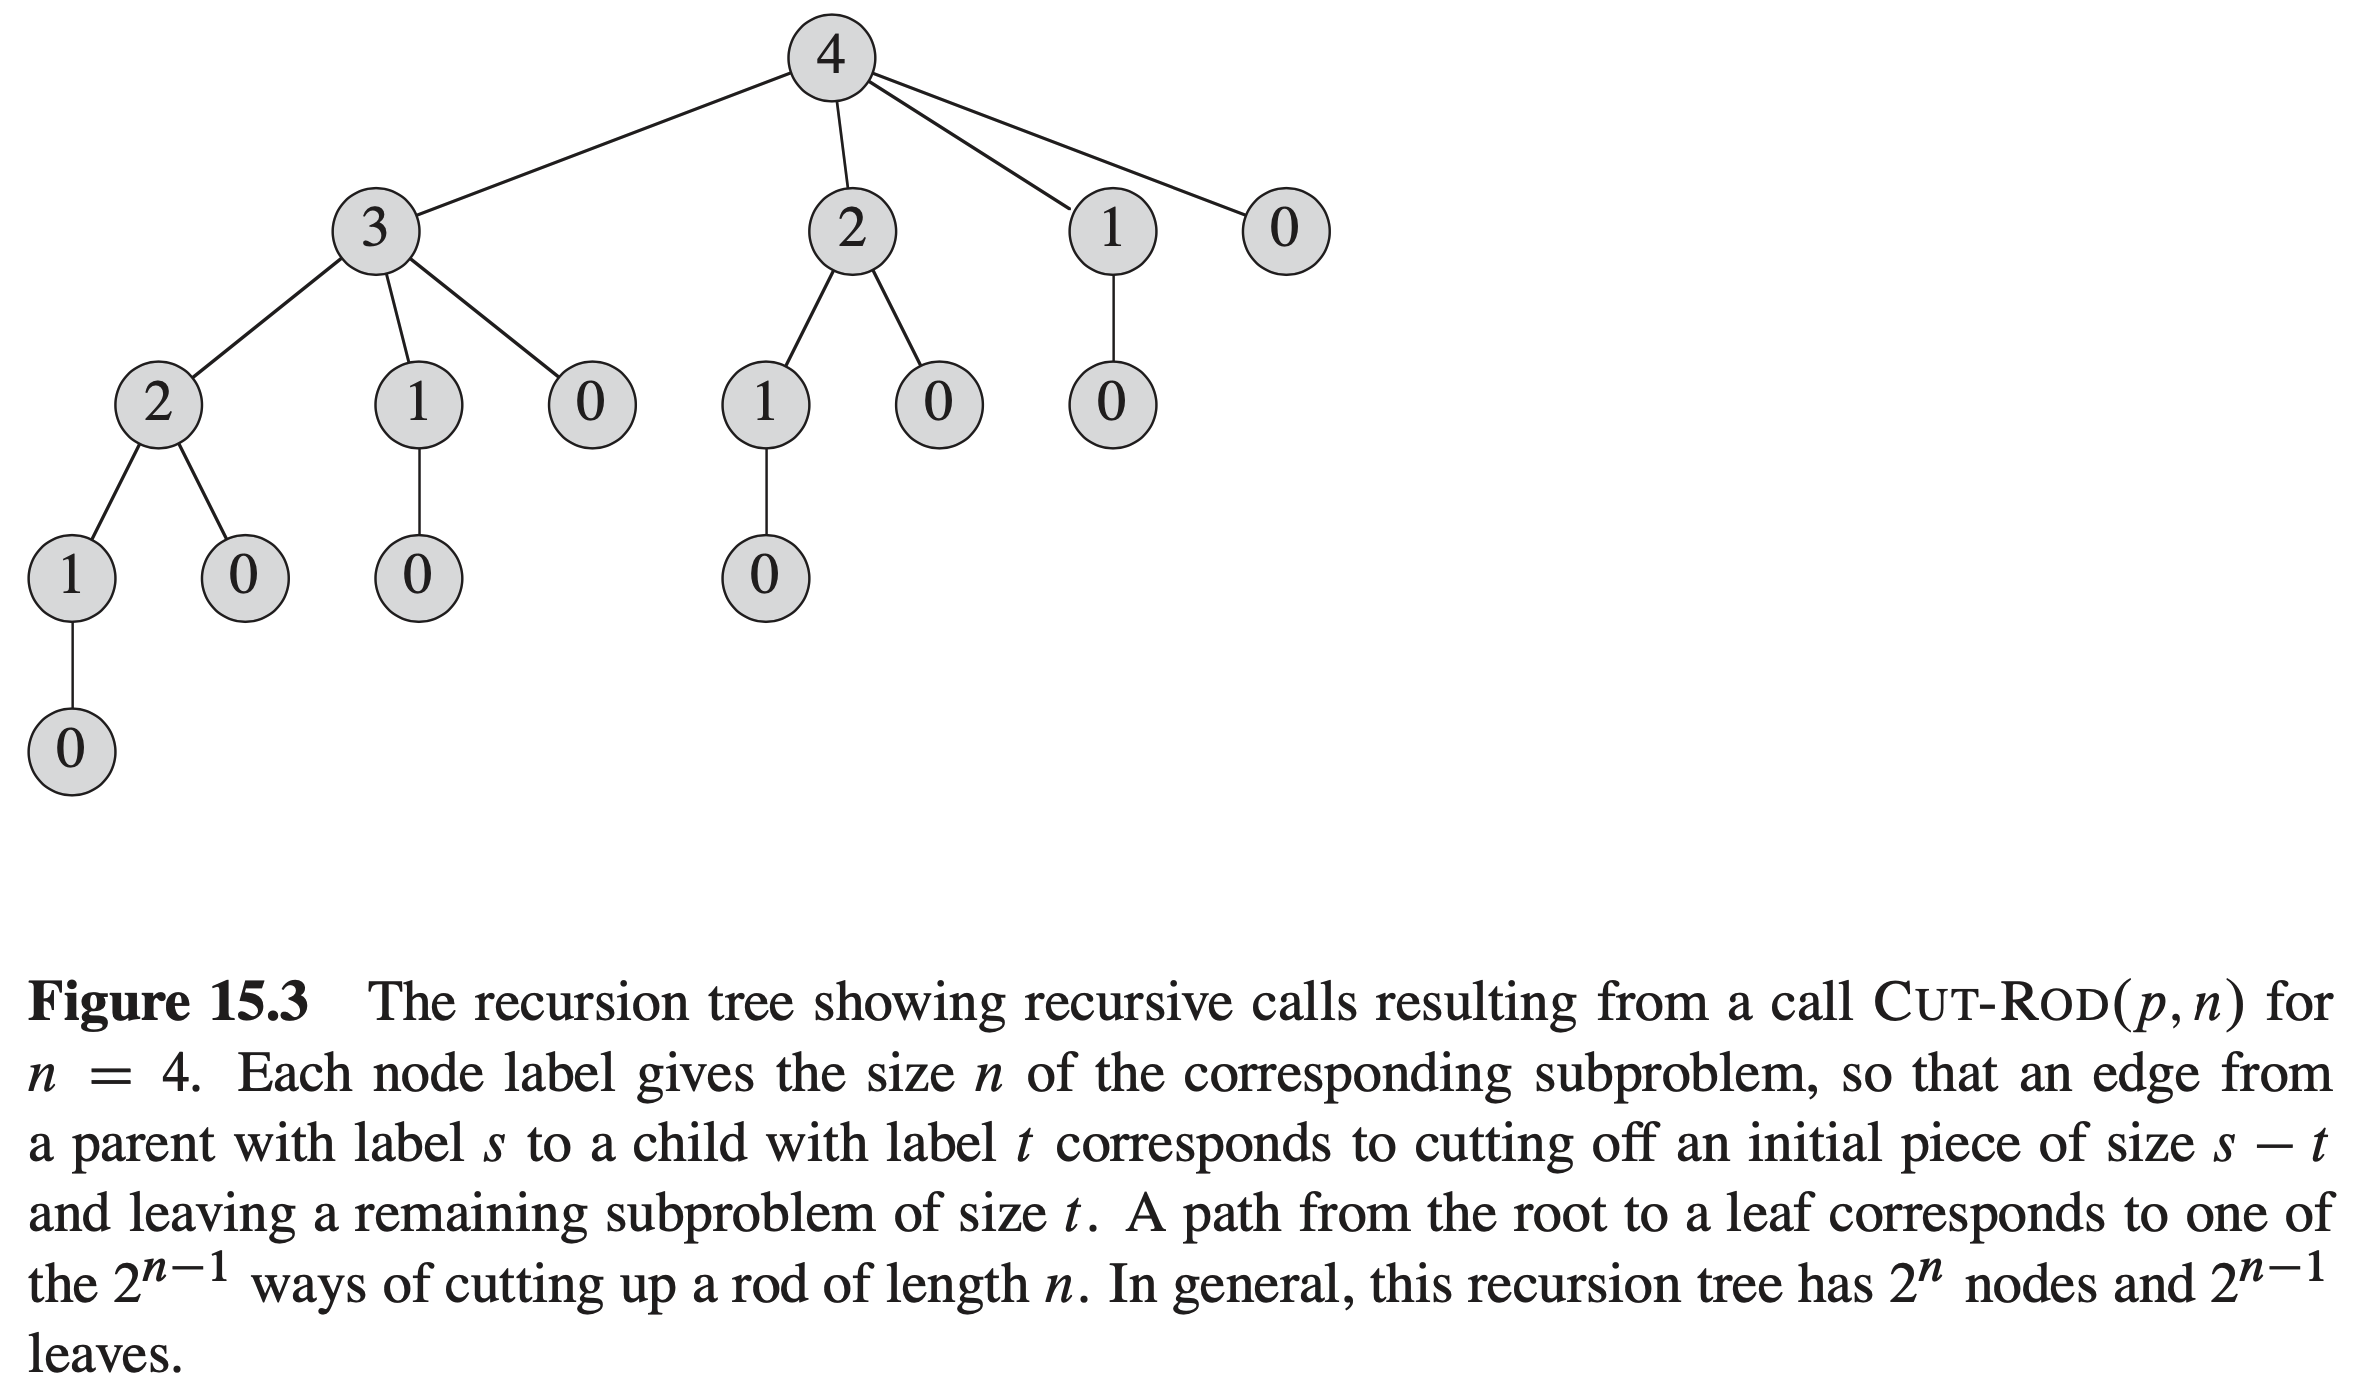 4
3 2 1 0
2 1 0 1 0 0
1 0 0 0
0
Figure 15.3 The recursion tree showing recursive calls resulting from a call CUT-ROD(p, n) for
n = 4. Each node label gives the size n of the corresponding subproblem, so that an edge from
a parent with label s to a child with label t corresponds to cutting off an initial piece of size s − t
and leaving a remaining subproblem of size t. A path from the root to a leaf corresponds to one of
the 2ⁿ⁻¹ ways of cutting up a rod of length n. In general, this recursion tree has 2ⁿ nodes and 2ⁿ⁻¹
leaves.